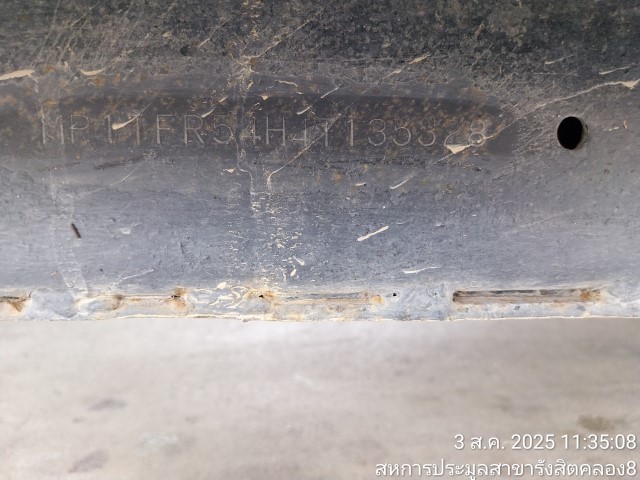 MP1TFR54H4T135328
3 ส.ค. 2025 11:35:08
สหการประมูลสาขารังสิตคลอง8